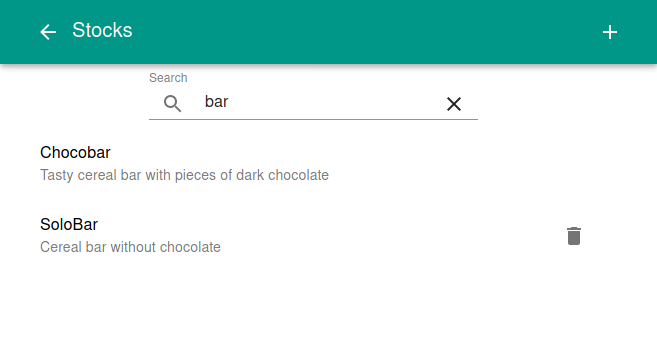 Stocks
Search
bar
Chocobar
Tasty cereal bar with pieces of dark chocolate
SoloBar
Cereal bar without chocolate